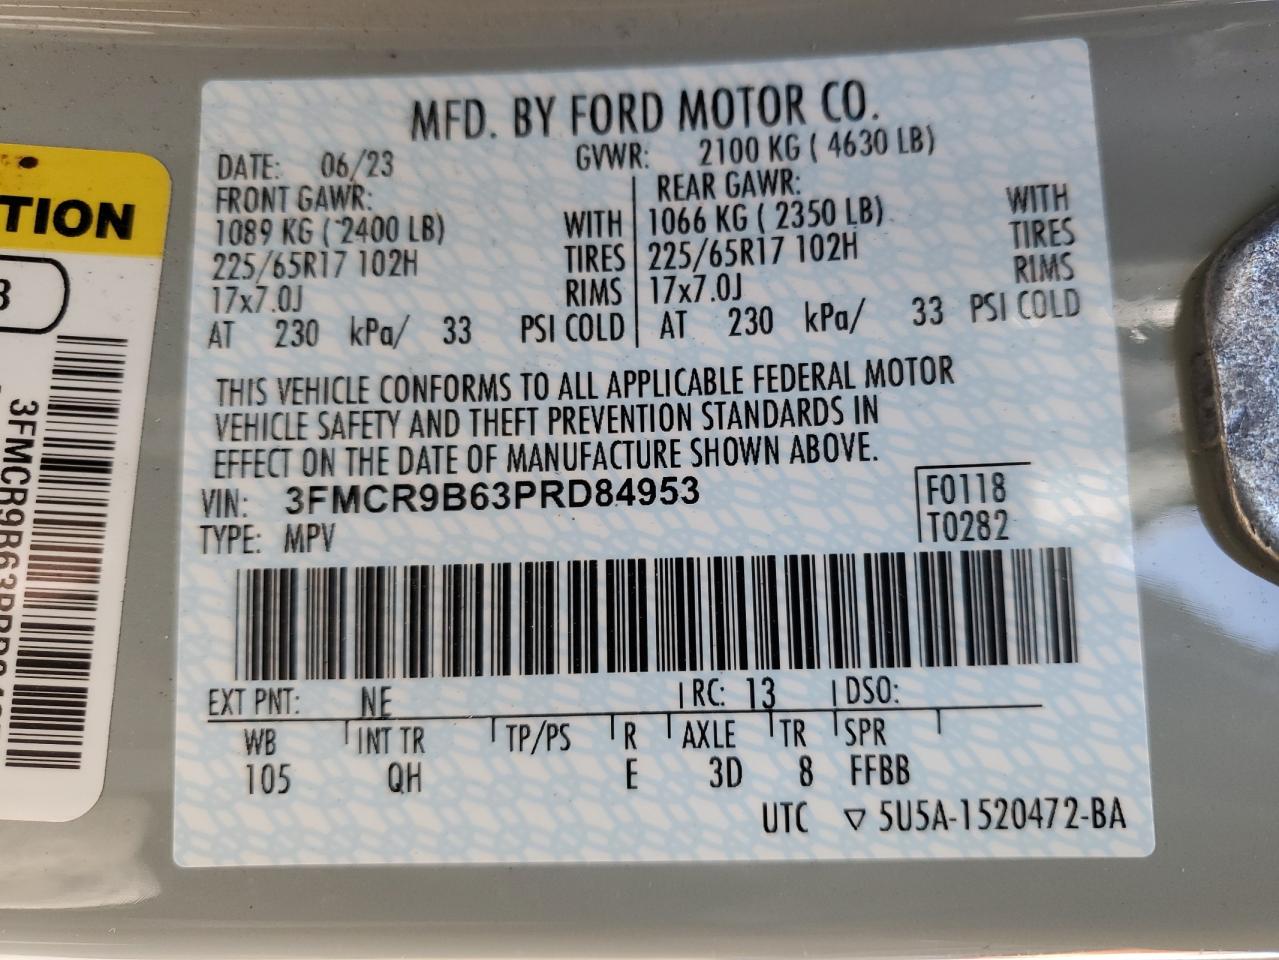 MFD. BY FORD MOTOR CO.
DATE: 06/23 GVWR: 2100 KG ( 4630 LB)
FRONT GAWR: REAR GAWR:
1089 KG ( 2400 LB) WITH 1066 KG ( 2350 LB) WITH
225/65R17 102H TIRES 225/65R17 102H TIRES
17x7.0J RIMS 17x7.0J RIMS
AT 230 kPa/ 33 PSI COLD AT 230 kPa/ 33 PSI COLD
THIS VEHICLE CONFORMS TO ALL APPLICABLE FEDERAL MOTOR
VEHICLE SAFETY AND THEFT PREVENTION STANDARDS IN
EFFECT ON THE DATE OF MANUFACTURE SHOWN ABOVE.
VIN: 3FMCR9B63PRD84953 F0118
TYPE: MPV T0282
EXT PNT: NE RC: 13 DSO:
WB INT TR TP/PS R AXLE TR SPR
105 QH E 3D 8 FFBB
UTC ▽ 5U5A-1520472-BA
TION